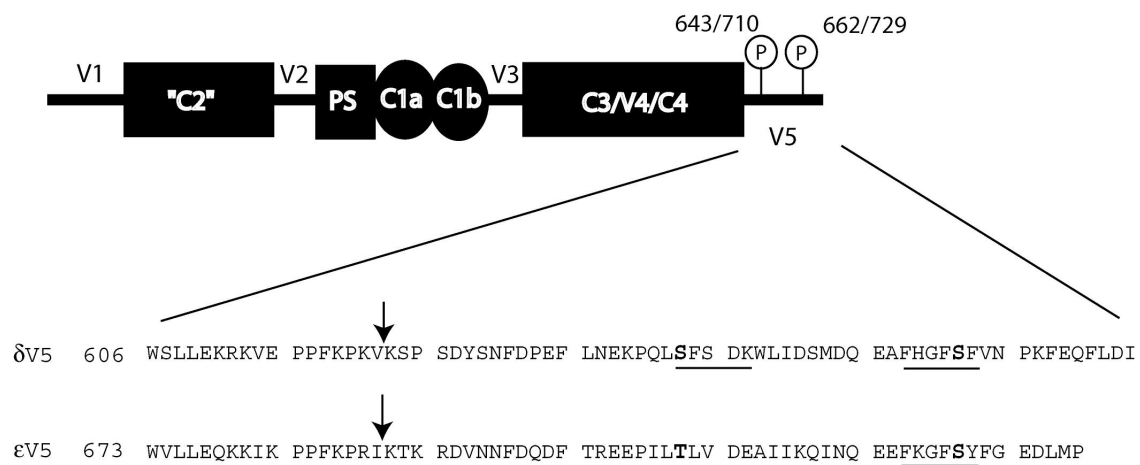 643/710 662/729
P P
V1 "C2" V2 PS C1a C1b V3 C3/V4/C4
V5
δV5 606 WSLLEKRKVE PPFKPKVKSP SDYSNFDPEF LNEKPQLSFS DKWLIDSMDQ EAFHGFSFVN PKFEQFLDI
εV5 673 WVLLEQKKIK PPFKPRIKTK RDVNNFDQDF TREEPILTLV DEAIIKQINQ EEFKGFSYFG EDLMP